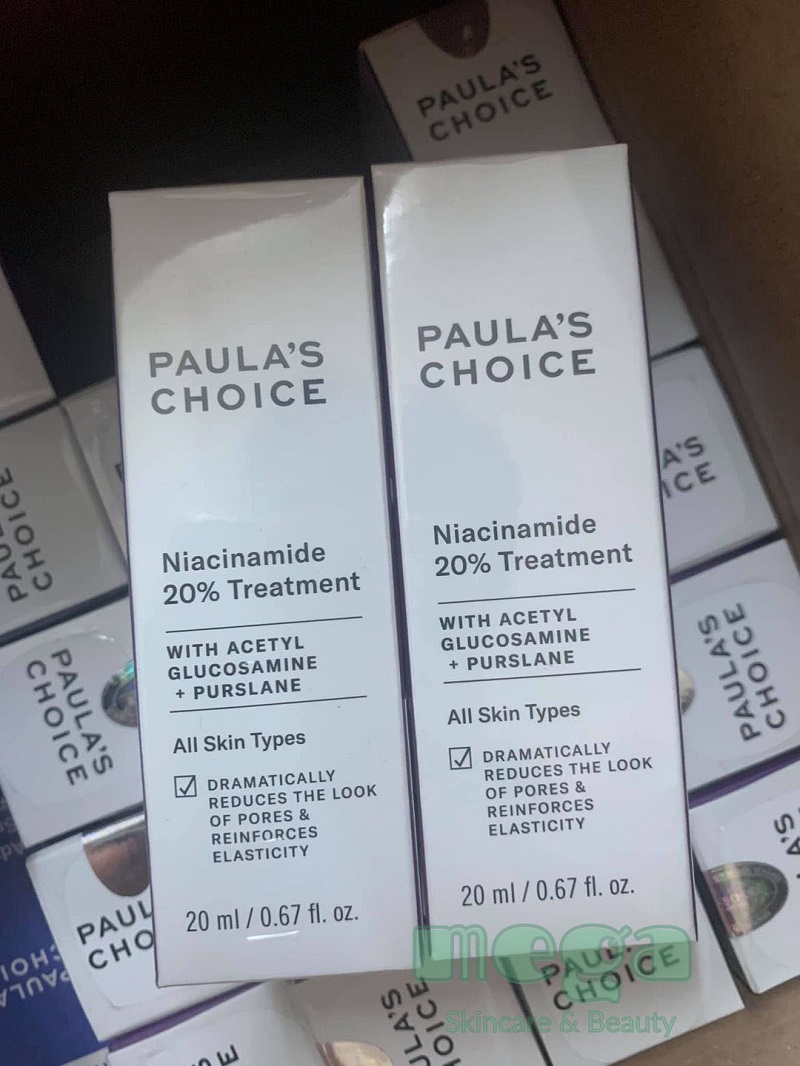 PAULA'S
CHOICE
PAULA'S
CHOICE
Niacinamide
20% Treatment
WITH ACETYL
GLUCOSAMINE
+ PURSLANE
All Skin Types
DRAMATICALLY
REDUCES THE LOOK
OF PORES &
REINFORCES
ELASTICITY
20 ml / 0.67 fl. oz.
PAULA'S
CHOICE
Niacinamide
20% Treatment
WITH ACETYL
GLUCOSAMINE
+ PURSLANE
All Skin Types
DRAMATICALLY
REDUCES THE LOOK
OF PORES &
REINFORCES
ELASTICITY
20 ml / 0.67 fl. oz.
PAULA'S
CHOICE
PAULA'S
CHOICE
PAULA'S
CHOICE
PAULA'S
CHOICE
mega
Skincare & Beauty